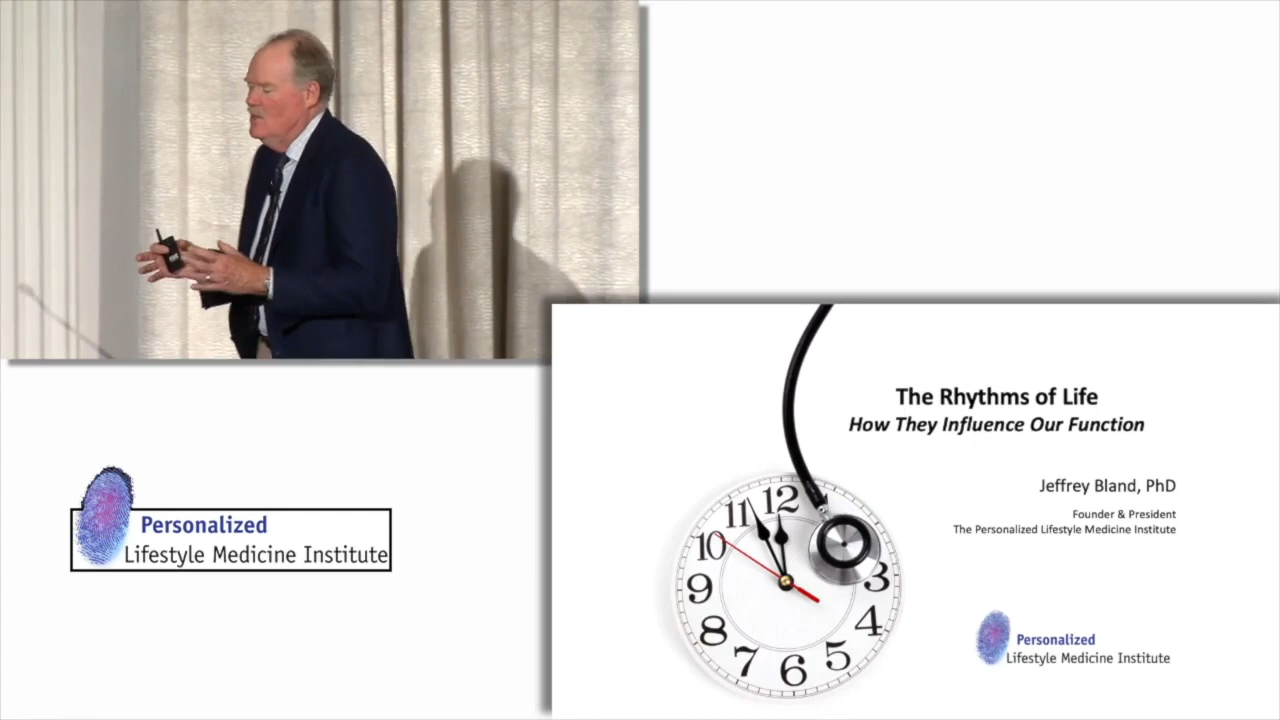 Personalized
Lifestyle Medicine Institute
The Rhythms of Life
How They Influence Our Function
Jeffrey Bland, PhD
Founder & President
The Personalized Lifestyle Medicine Institute
12
11
10
9
8
7
6
5
4
3
Personalized
Lifestyle Medicine Institute